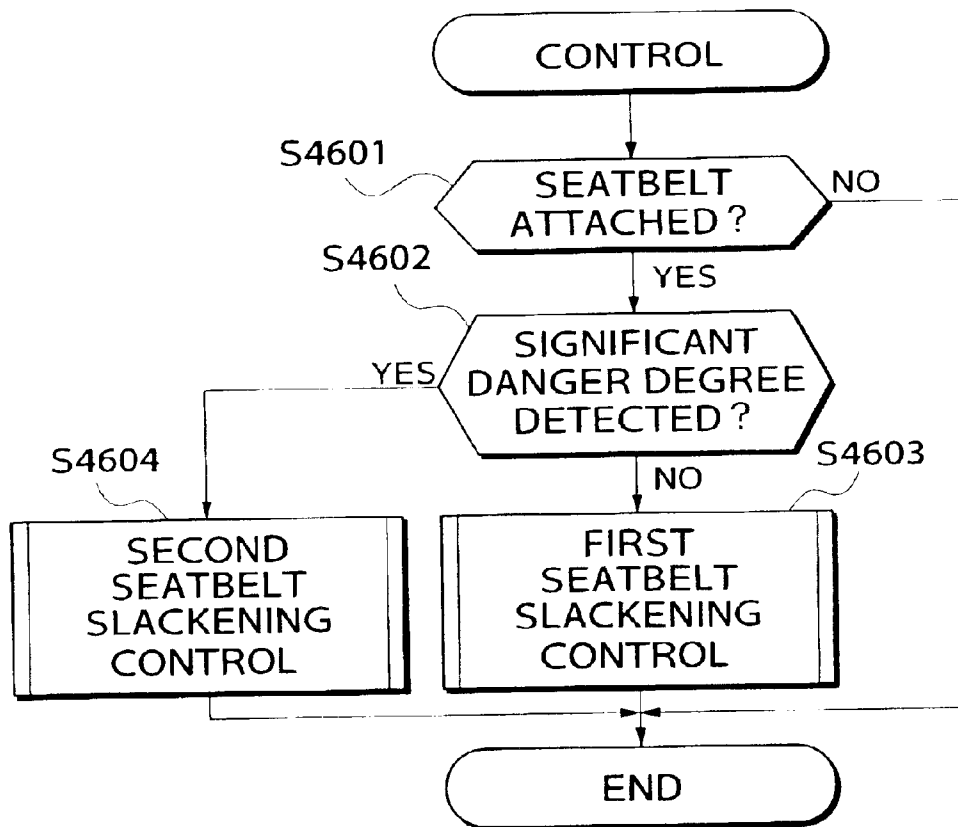 CONTROL
S4601
SEATBELT
ATTACHED?
NO
YES
S4602
SIGNIFICANT
DANGER DEGREE
DETECTED?
YES
NO
S4604
SECOND
SEATBELT
SLACKENING
CONTROL
S4603
FIRST
SEATBELT
SLACKENING
CONTROL
END